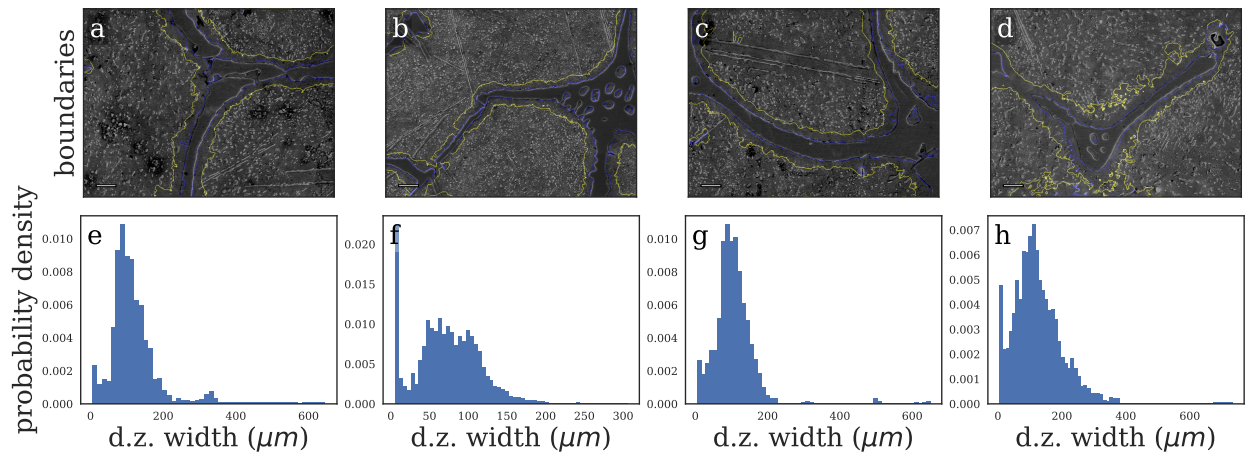 boundaries
a
b
c
d
probability density
e
0.010
0.008
0.006
0.004
0.002
0.000
0 200 400 600
d.z. width (μm)
f
0.020
0.015
0.010
0.005
0.000
0 50 100 150 200 250 300
d.z. width (μm)
g
0.010
0.008
0.006
0.004
0.002
0.000
0 200 400 600
d.z. width (μm)
h
0.007
0.006
0.005
0.004
0.003
0.002
0.001
0.000
0 200 400 600
d.z. width (μm)